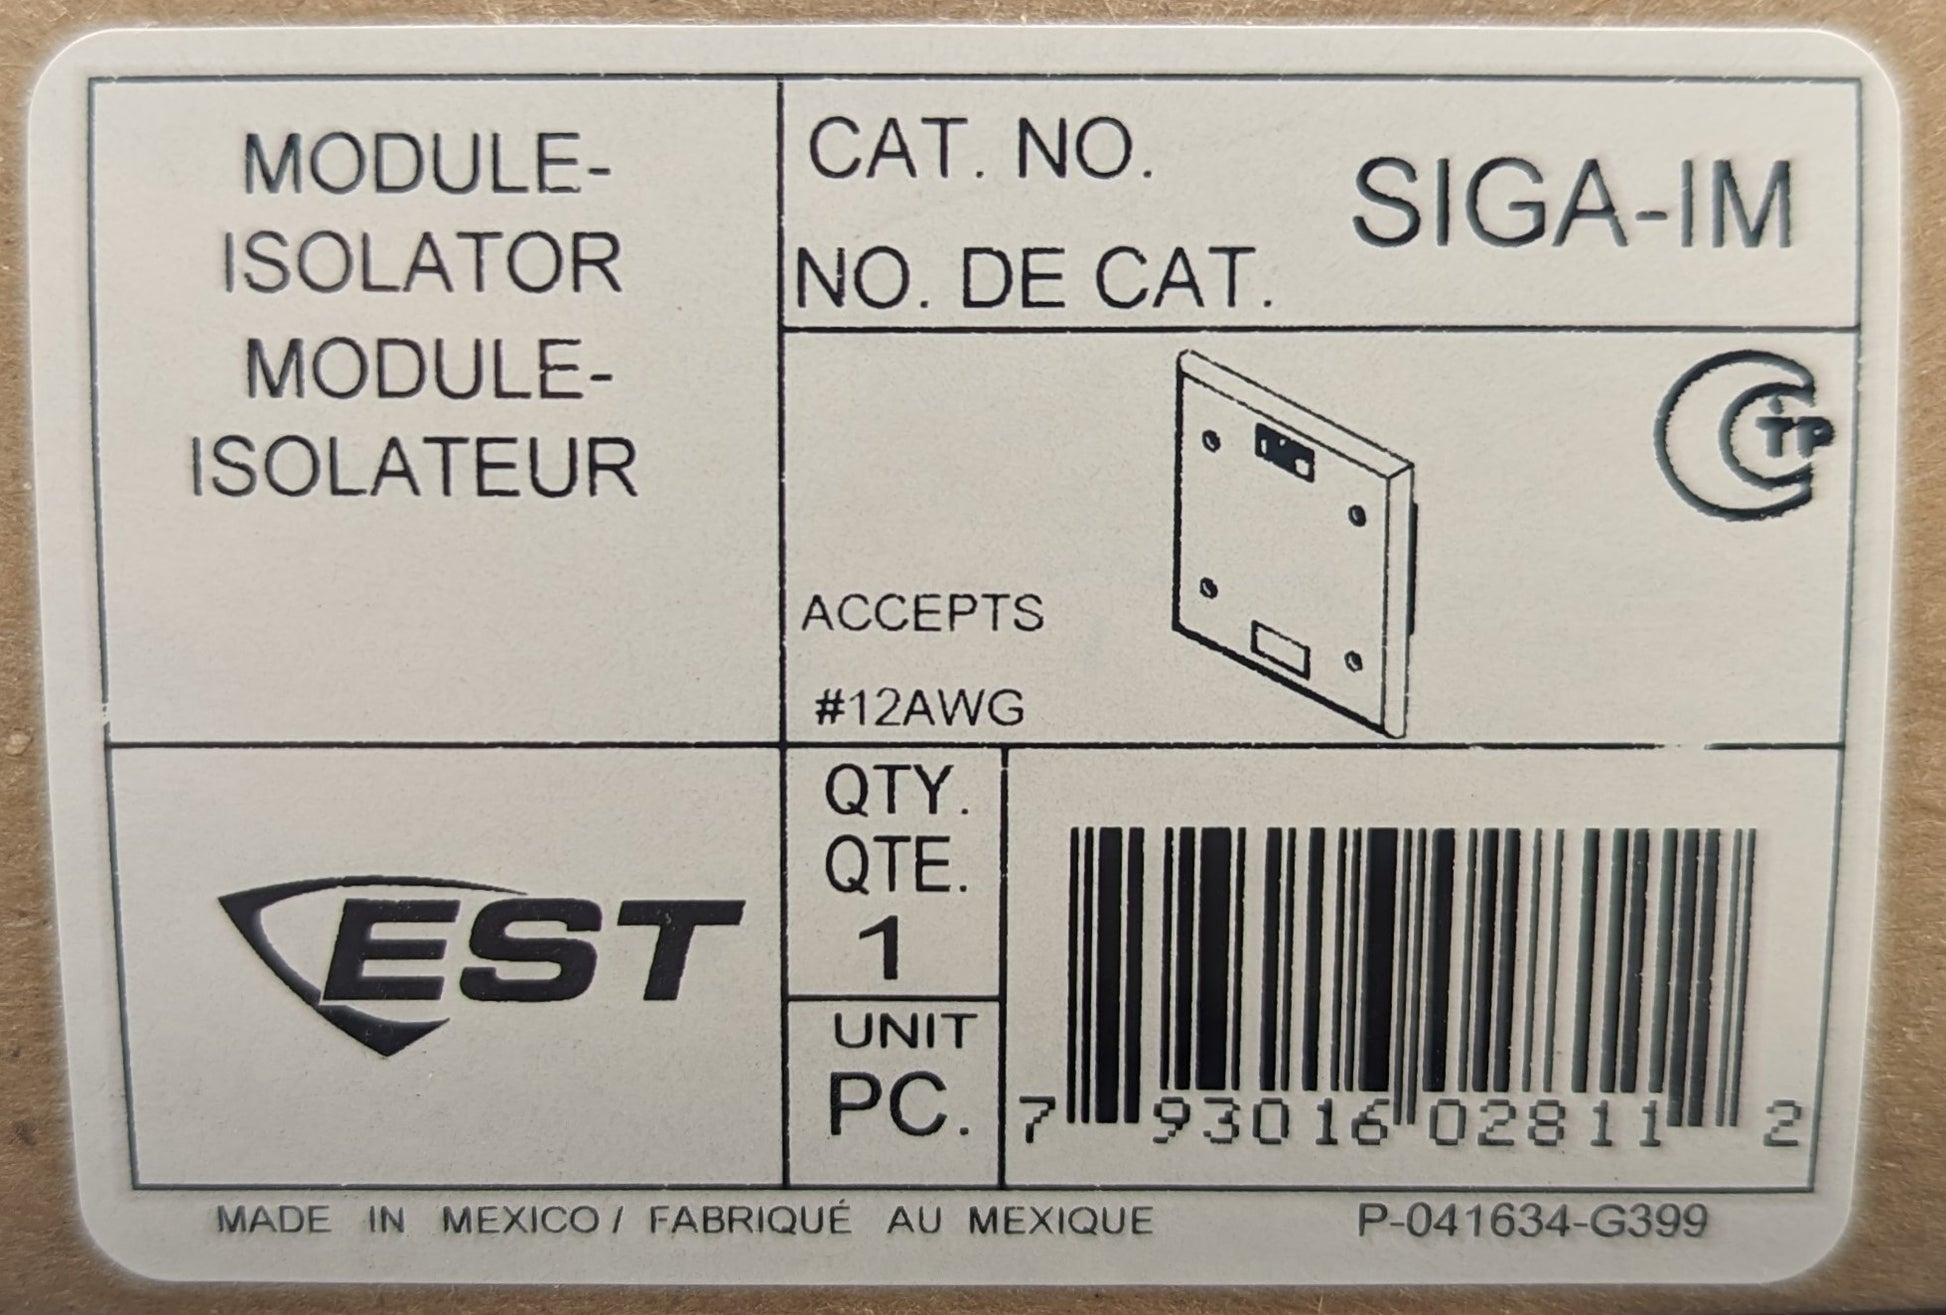 MODULE-
ISOLATOR
MODULE-
ISOLATEUR
CAT. NO.
NO. DE CAT.
SIGA-IM
CTP
ACCEPTS
#12AWG
EST
QTY.
QTE.
1
UNIT
PC.
7 93016 02811 2
MADE IN MEXICO / FABRIQUÉ AU MEXIQUE
P-041634-G399